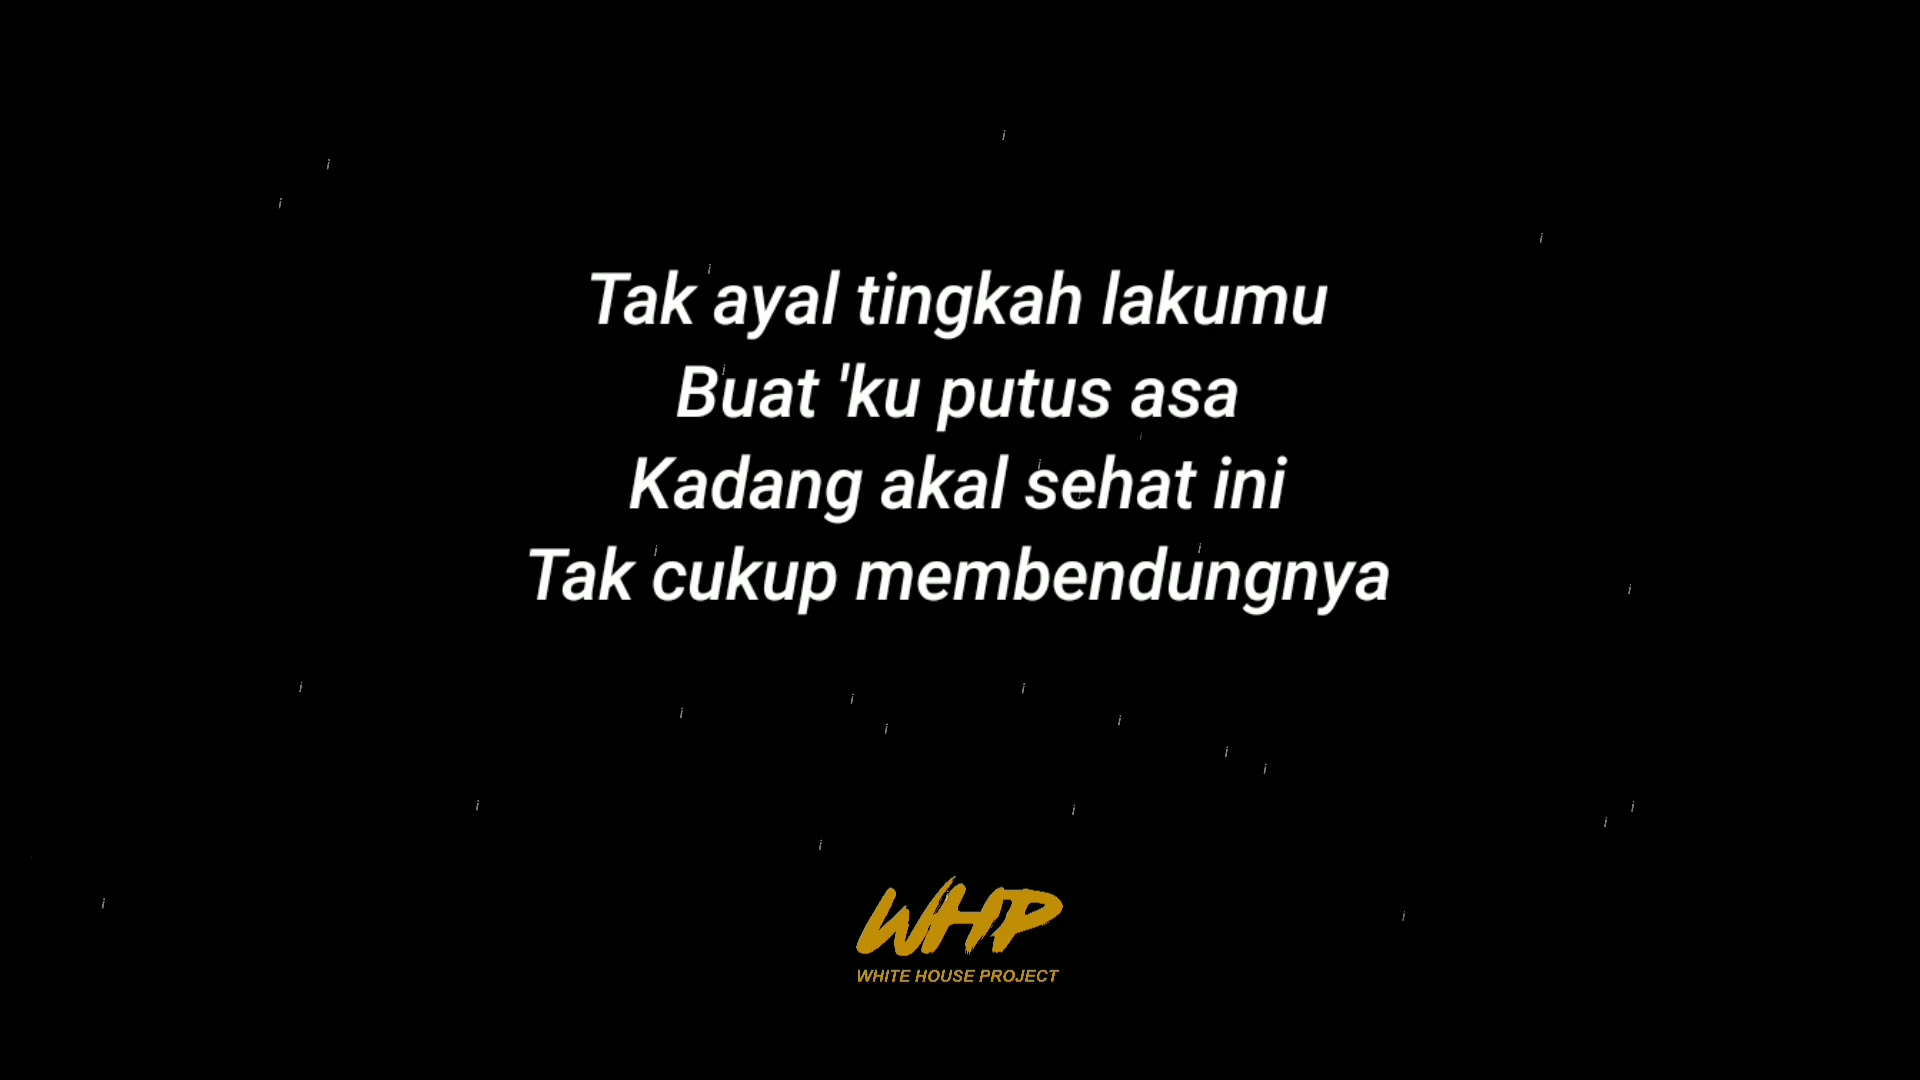 Tak ayal tingkah lakumu
Buat 'ku putus asa
Kadang akal sehat ini
Tak cukup membendungnya
WHP
WHITE HOUSE PROJECT